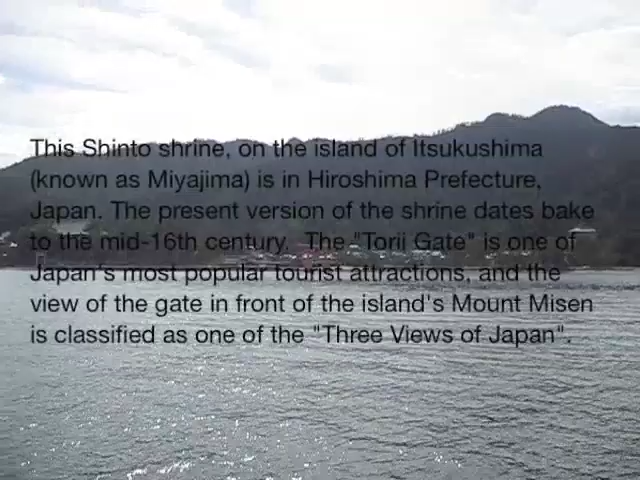 This Shinto shrine, on the island of Itsukushima
(known as Miyajima) is in Hiroshima Prefecture,
Japan. The present version of the shrine dates bake
to the mid-16th century.  The "Torii Gate" is one of
Japan's most popular tourist attractions, and the
view of the gate in front of the island's Mount Misen
is classified as one of the "Three Views of Japan".